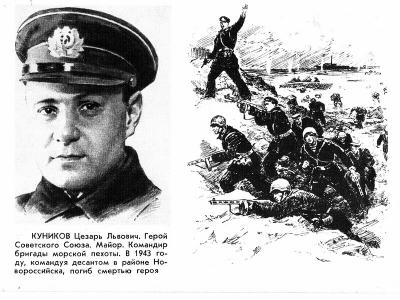 КУНИКОВ Цезарь Львович. Герой
Советского Союза. Майор. Командир
бригады морской пехоты. В 1943 го-
ду, командуя десантом в районе Но-
вороссийска, погиб смертью героя